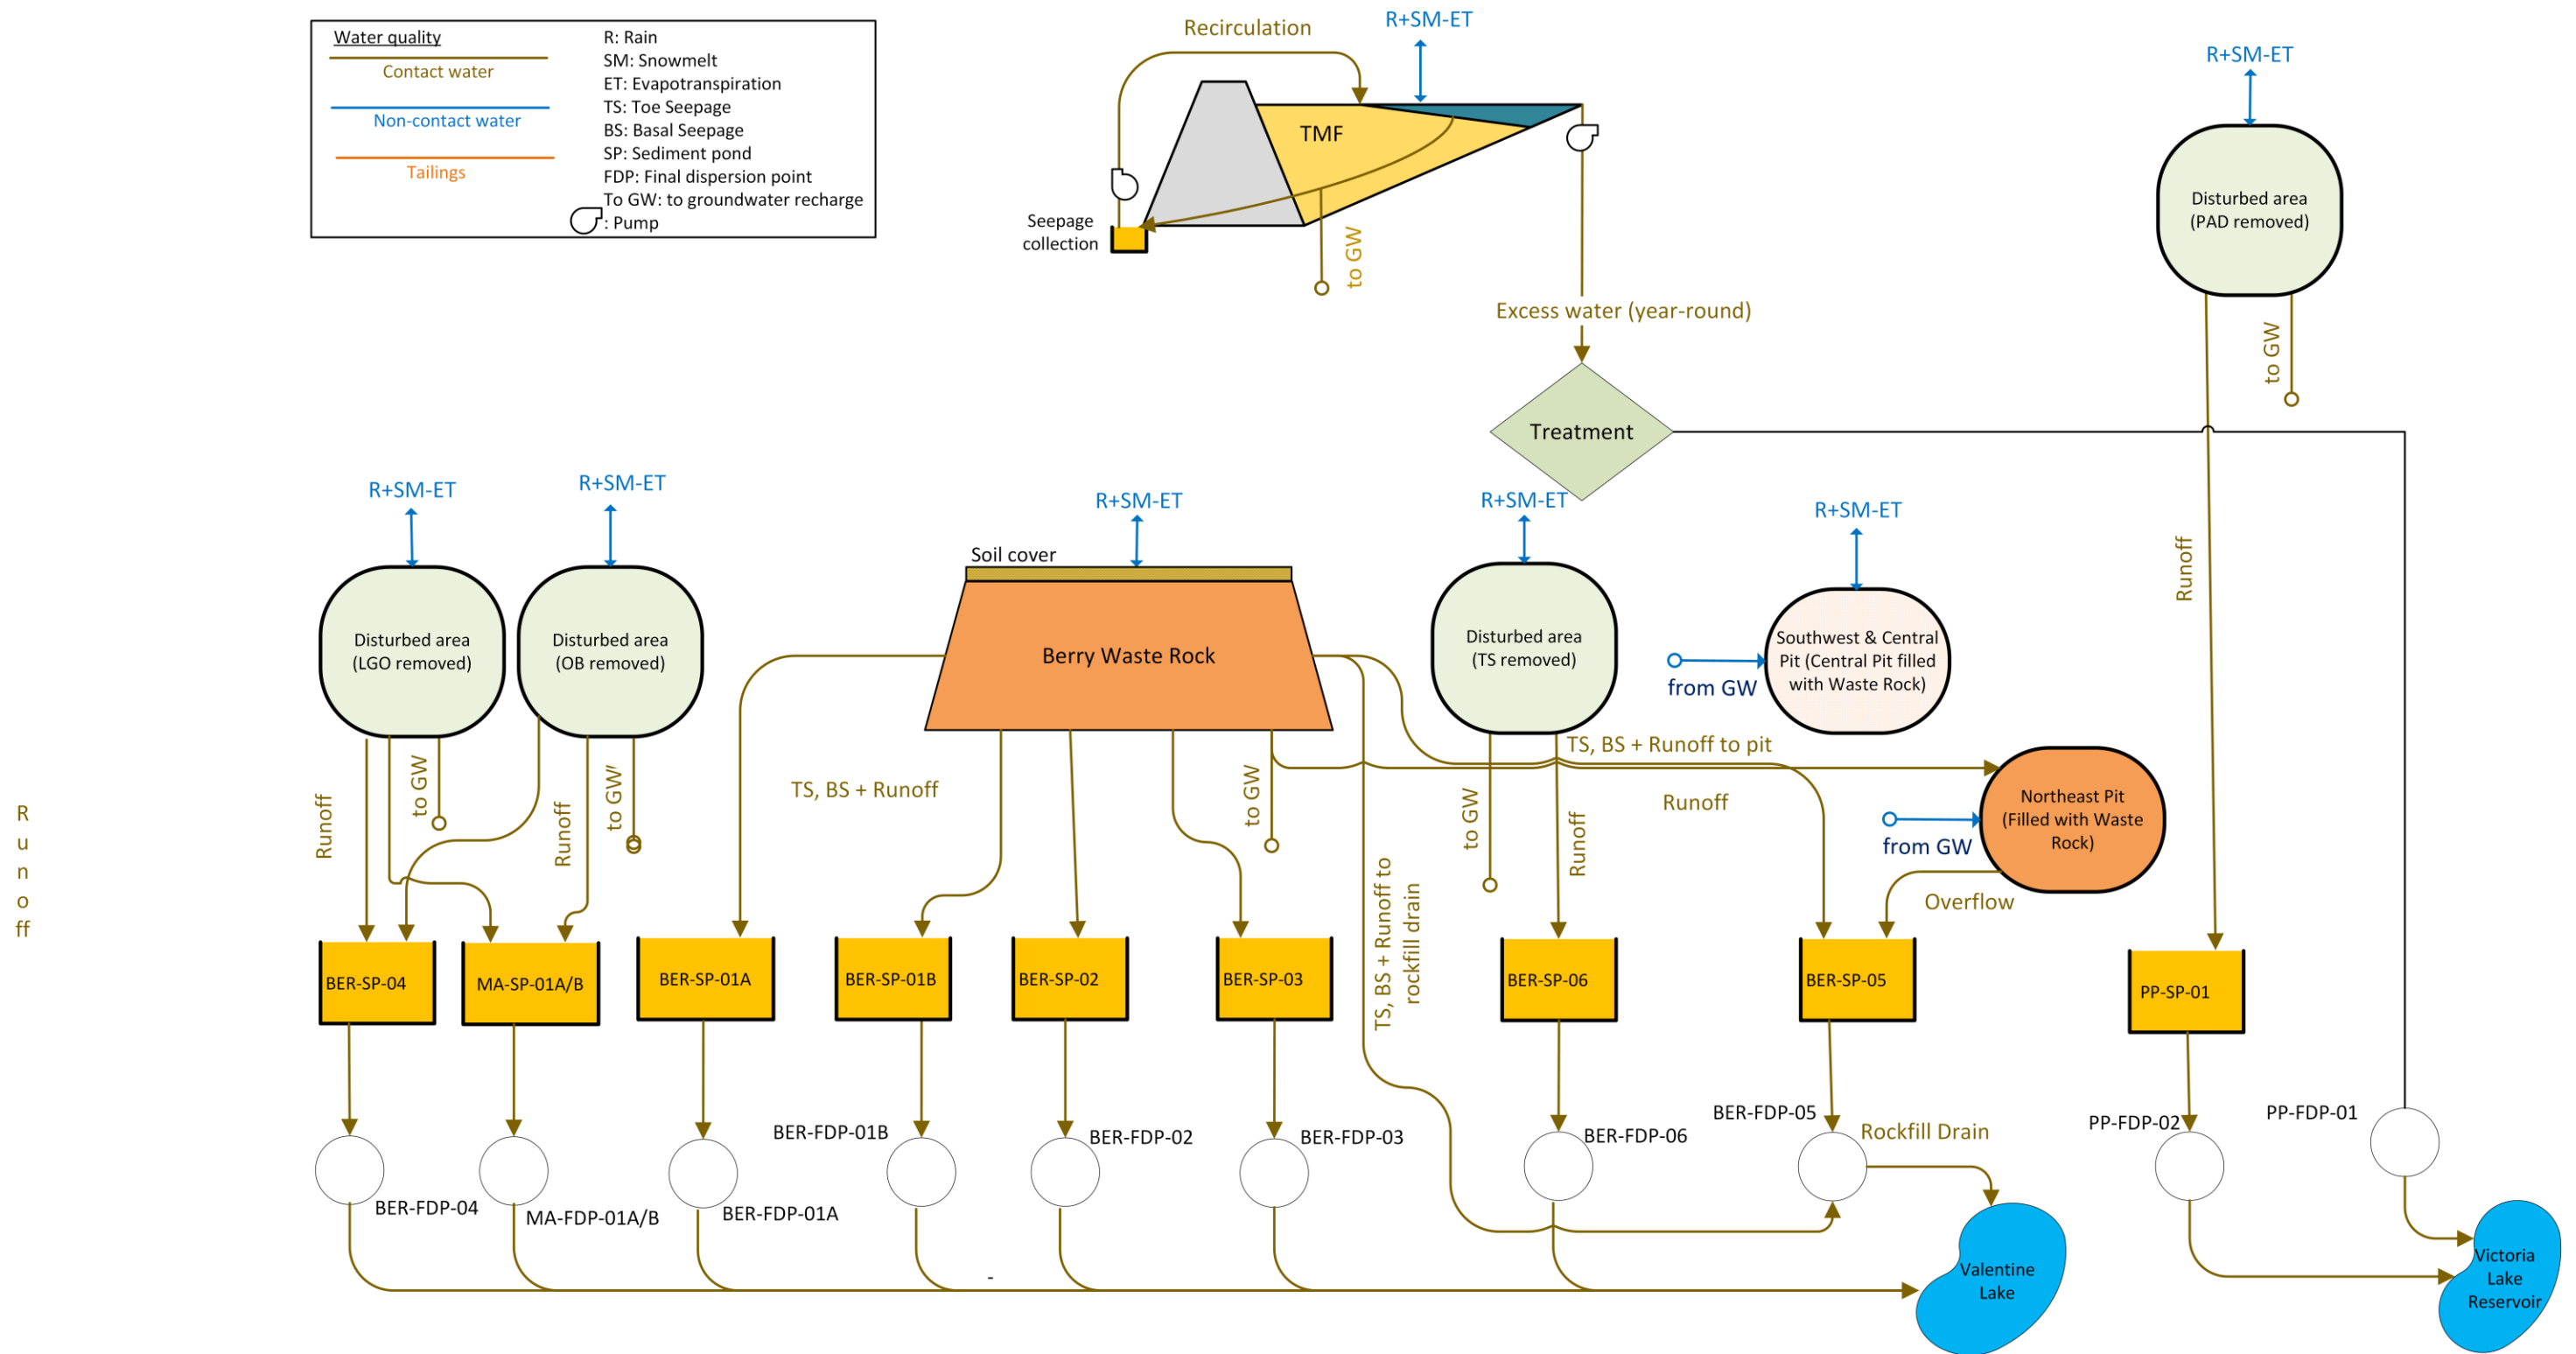 Water quality
Contact water
Non-contact water
Tailings
R: Rain
SM: Snowmelt
ET: Evapotranspiration
TS: Toe Seepage
BS: Basal Seepage
SP: Sediment pond
FDP: Final dispersion point
To GW: to groundwater recharge
: Pump
Recirculation
R+SM-ET
TMF
Seepage
collection
to GW
Excess water (year-round)
Treatment
R+SM-ET
Disturbed area
(PAD removed)
to GW
Runoff
R+SM-ET
R+SM-ET
R+SM-ET
R+SM-ET
R+SM-ET
Soil cover
Disturbed area
(LGO removed)
Disturbed area
(OB removed)
Berry Waste Rock
Disturbed area
(TS removed)
Southwest & Central
Pit (Central Pit filled
with Waste Rock)
from GW
R
u
n
o
ff
Runoff
to GW
Runoff
to GW'
TS, BS + Runoff
to GW
TS, BS + Runoff to
rockfill drain
to GW
Runoff
TS, BS + Runoff to pit
Runoff
Northeast Pit
(Filled with Waste
Rock)
from GW
Overflow
BER-SP-04
MA-SP-01A/B
BER-SP-01A
BER-SP-01B
BER-SP-02
BER-SP-03
BER-SP-06
BER-SP-05
PP-SP-01
BER-FDP-04
MA-FDP-01A/B
BER-FDP-01A
BER-FDP-01B
BER-FDP-02
BER-FDP-03
BER-FDP-06
BER-FDP-05
Rockfill Drain
PP-FDP-02
PP-FDP-01
-
Valentine
Lake
Victoria
Lake
Reservoir